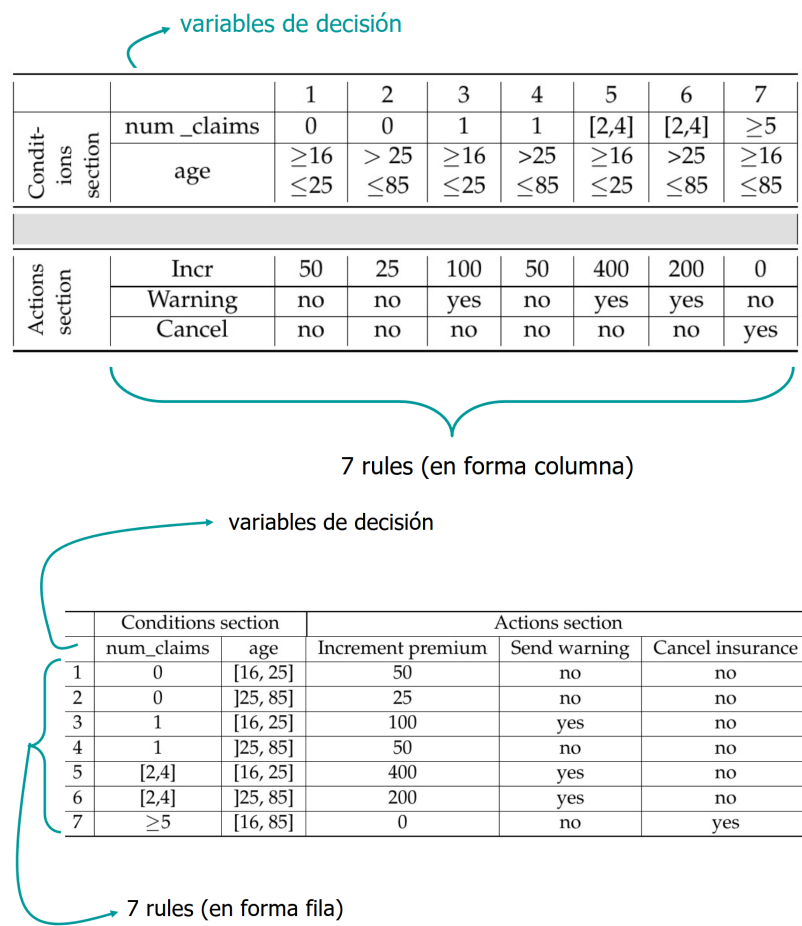 variables de decisión
1 2 3 4 5 6 7
Condit-
ions
section
num _claims 0 0 1 1 [2,4] [2,4] ≥5
age ≥16 > 25 ≥16 >25 ≥16 >25 ≥16
≤25 ≤85 ≤25 ≤85 ≤25 ≤85 ≤85
Actions
section
Incr 50 25 100 50 400 200 0
Warning no no yes no yes yes no
Cancel no no no no no no yes
7 rules (en forma columna)
variables de decisión
Conditions section Actions section
num_claims age Increment premium Send warning Cancel insurance
1 0 [16, 25] 50 no no
2 0 ]25, 85] 25 no no
3 1 [16, 25] 100 yes no
4 1 ]25, 85] 50 no no
5 [2,4] [16, 25] 400 yes no
6 [2,4] ]25, 85] 200 yes no
7 ≥5 [16, 85] 0 no yes
7 rules (en forma fila)